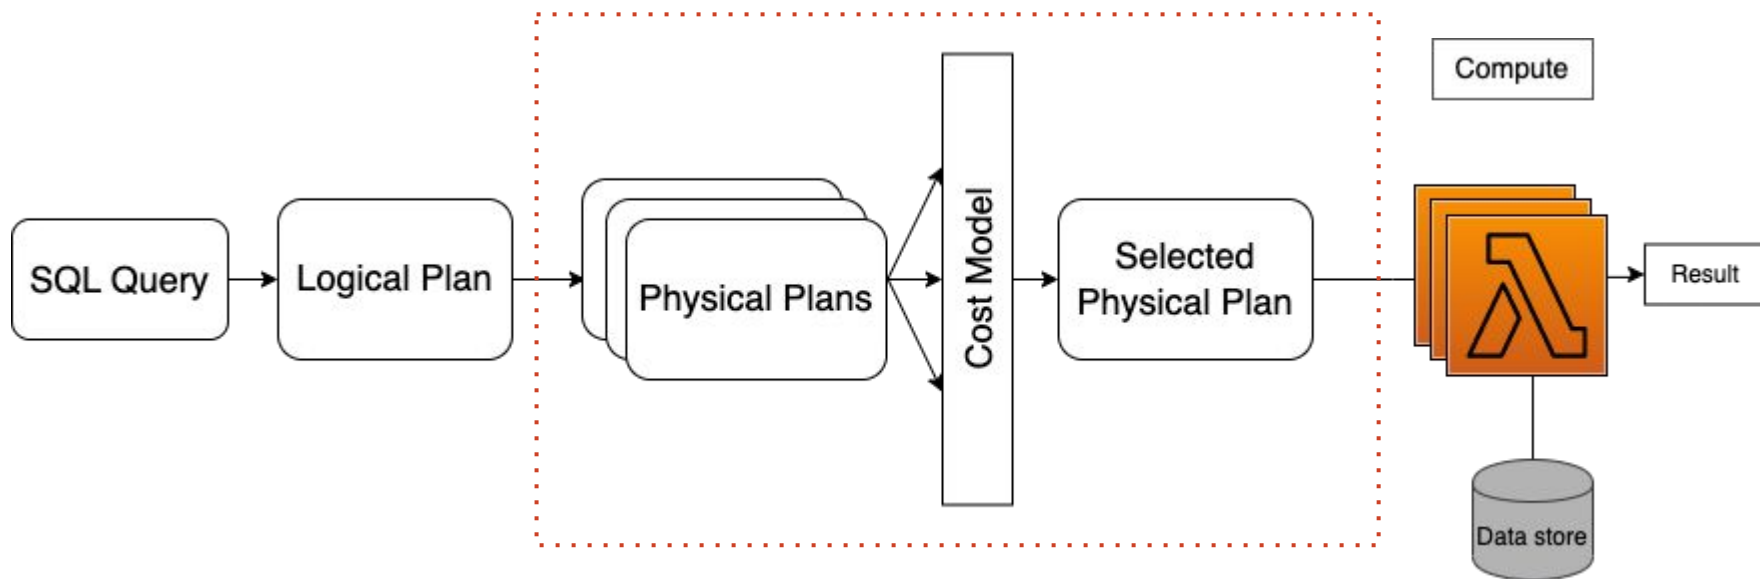 SQL Query
Logical Plan
Physical Plans
Cost Model
Selected
Physical Plan
Compute
Result
Data store